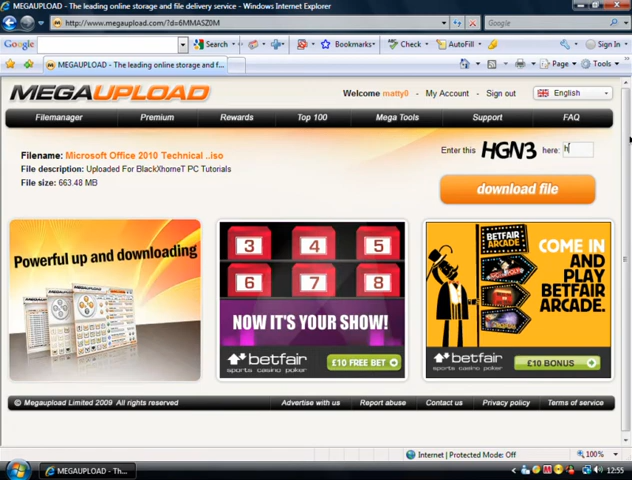 MEGAUPLOAD - The leading online storage and file delivery service - Windows Internet Explorer
http://www.megaupload.com/?d=6MMASZ0M
Google
Google Search Bookmarks Check AutoFill Sign In
MEGAUPLOAD - The leading online storage and f...
Page Tools
MEGAUPLOAD
Welcome matty0 - My Account - Sign out
English
Filemanager Premium Rewards Top 100 Mega Tools Support FAQ
Filename: Microsoft Office 2010 Technical ..iso
File description: Uploaded For BlackXhorneT PC Tutorials
File size: 663.48 MB
Enter this HGN3 here: h
download file
Powerful up and downloading
3 4 5
6 7 8
NOW IT'S YOUR SHOW!
betfair
sports casino poker
£10 FREE BET
BETFAIR
ARCADE
COME IN
AND
PLAY
BETFAIR
ARCADE.
betfair
sports casino poker
£10 BONUS
© Megaupload Limited 2009 All rights reserved
Advertise with us Report abuse Contact us Privacy policy Terms of service
Internet | Protected Mode: Off
100%
MEGAUPLOAD - Th...
12:55